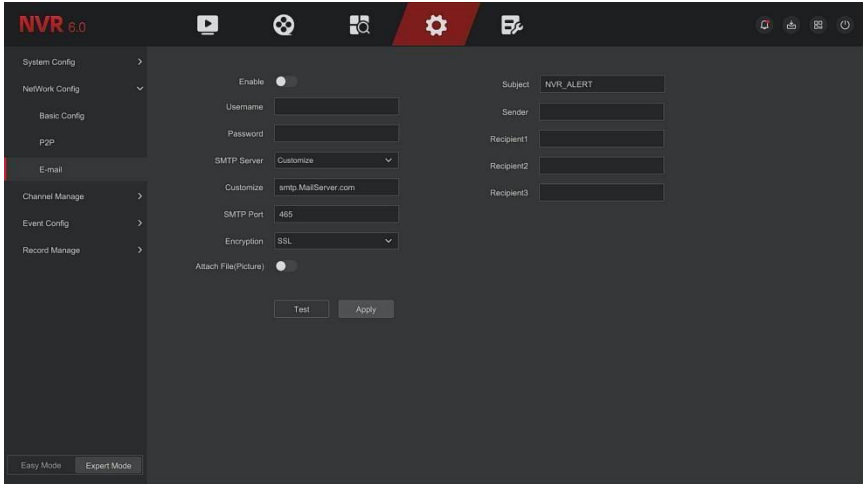 NVR 6.0
System Config
NetWork Config
Basic Config
P2P
E-mail
Channel Manage
Event Config
Record Manage
Easy Mode
Expert Mode
Enable
Username
Password
SMTP Server Customize
Customize smtp.MailServer.com
SMTP Port 465
Encryption SSL
Attach File(Picture)
Test Apply
Subject NVR_ALERT
Sender
Recipient1
Recipient2
Recipient3